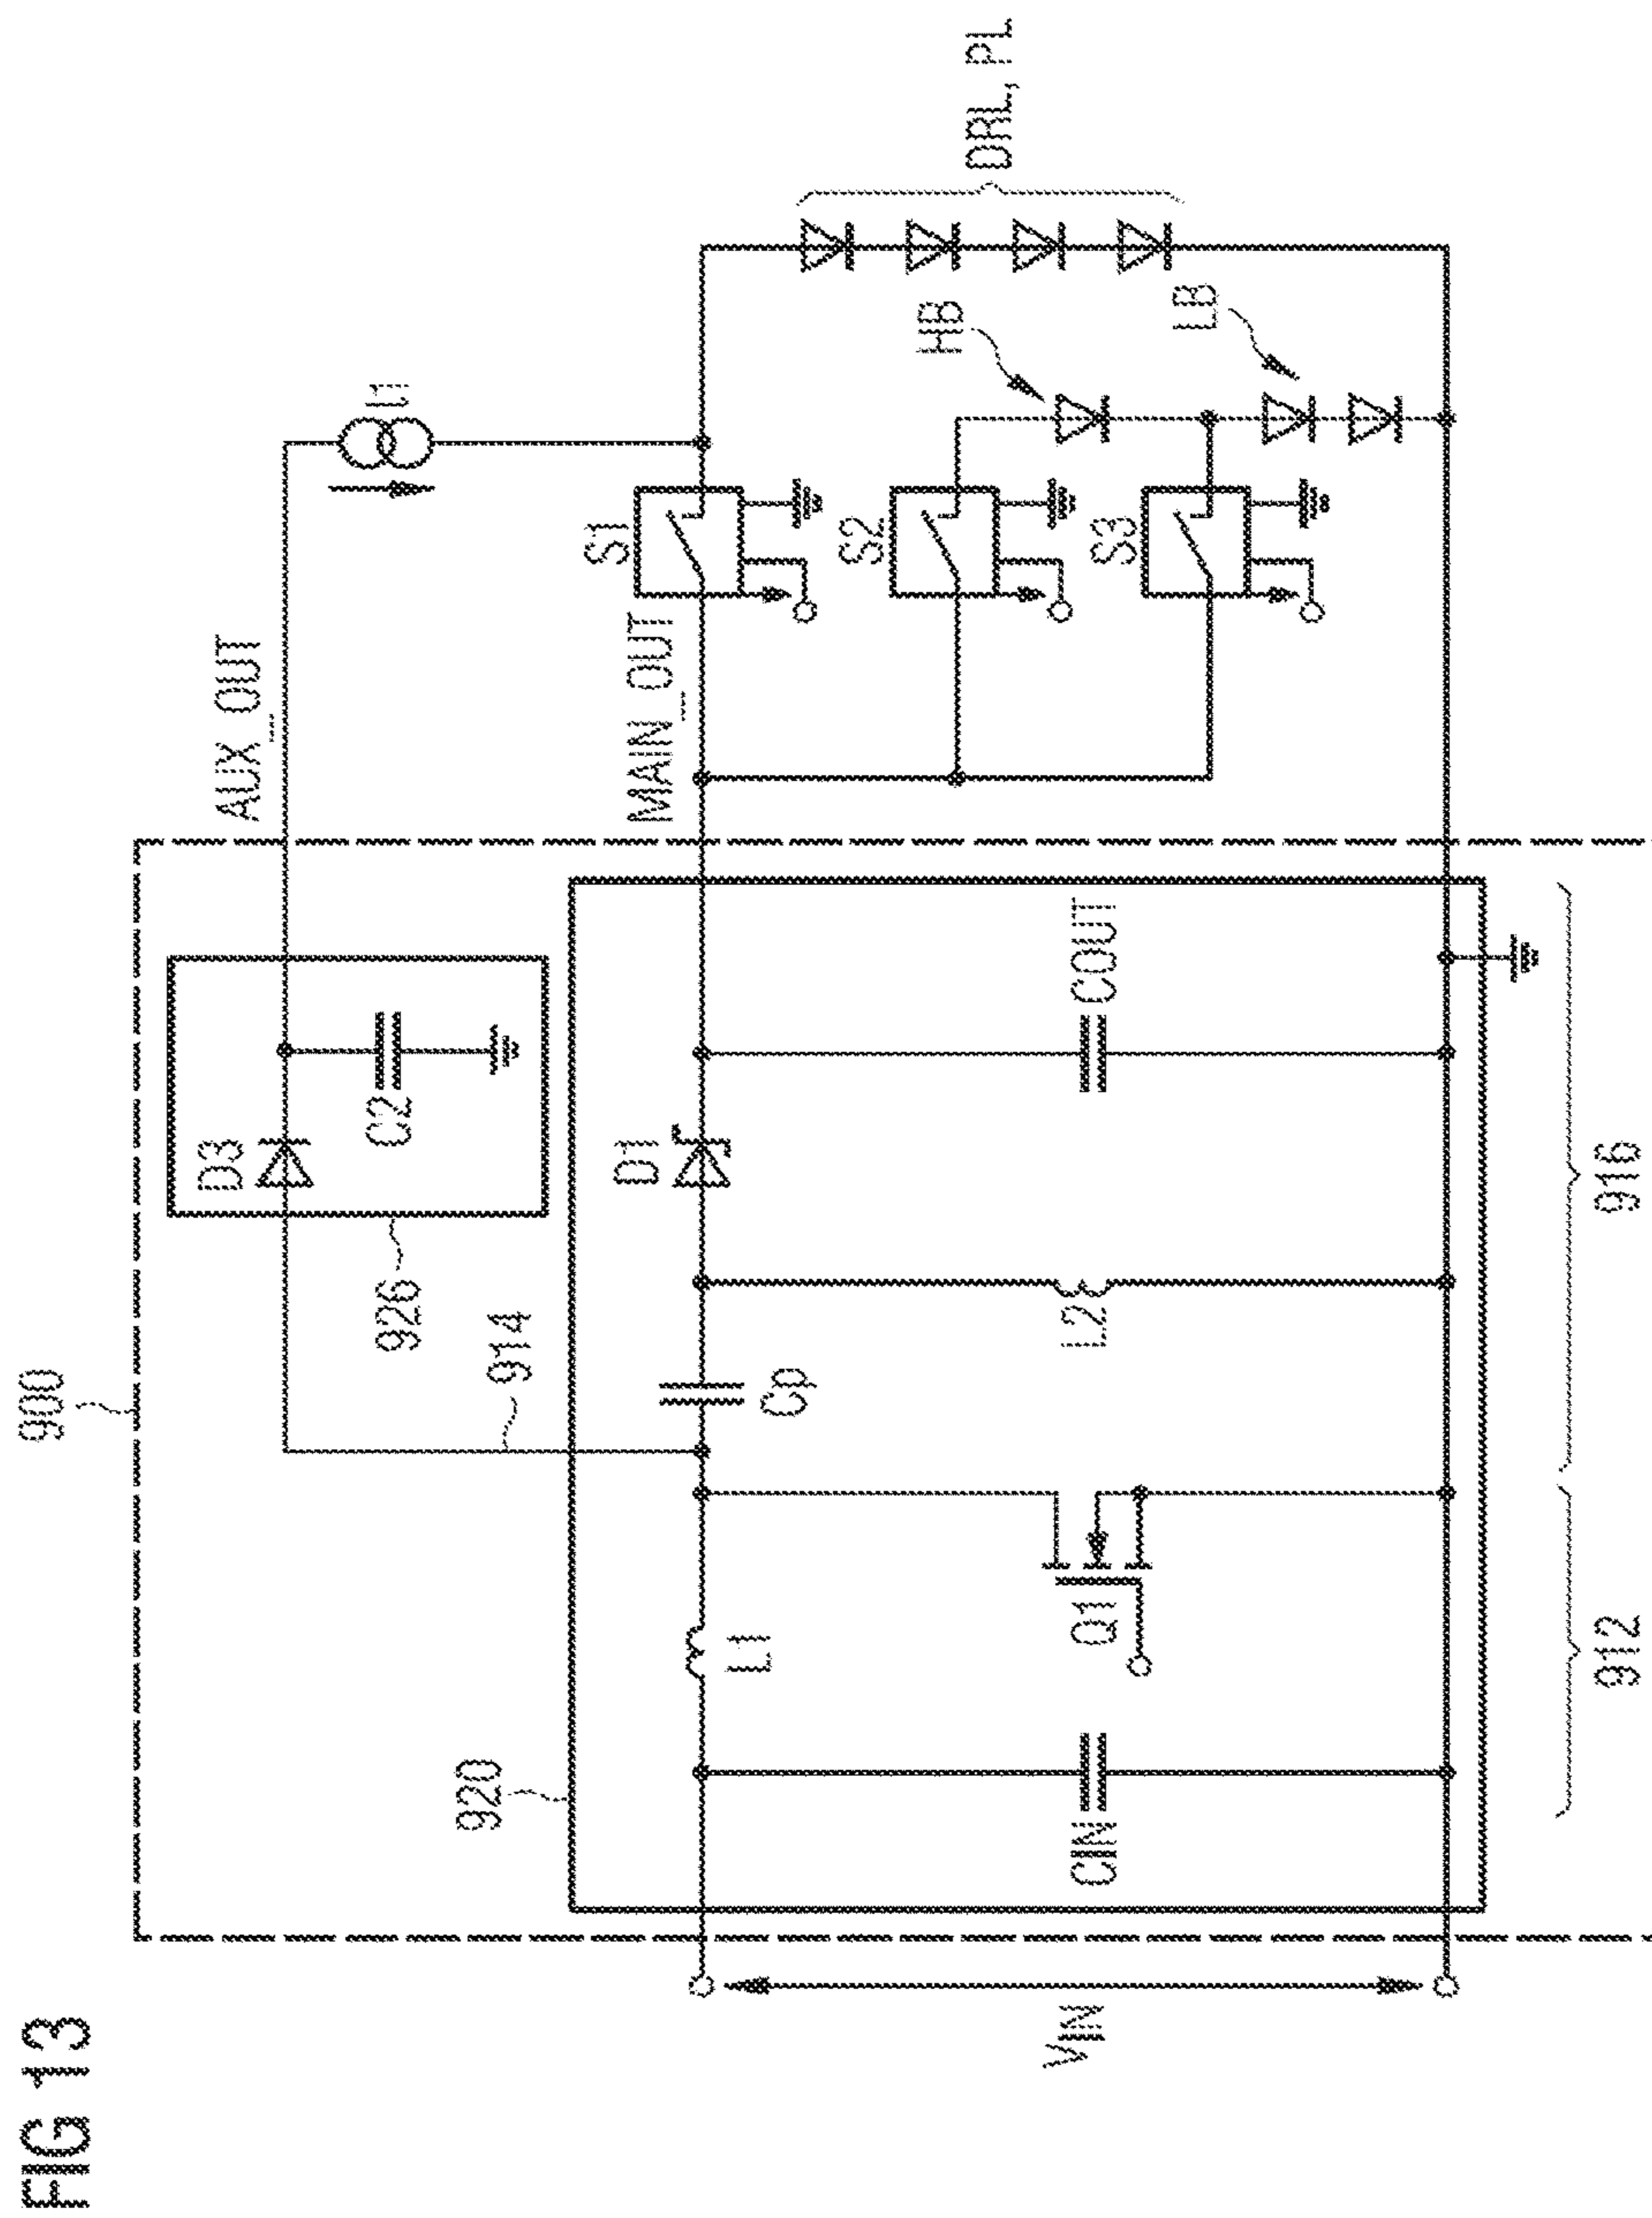 FIG 13
900
AUX_OUT
I1
D3
C2
926
914
920
MAIN_OUT
S1
S2
S3
HB
LB
DRL, PL
D1
L1
Cp
L2
COUT
CIN
Q1
VIN
912
916